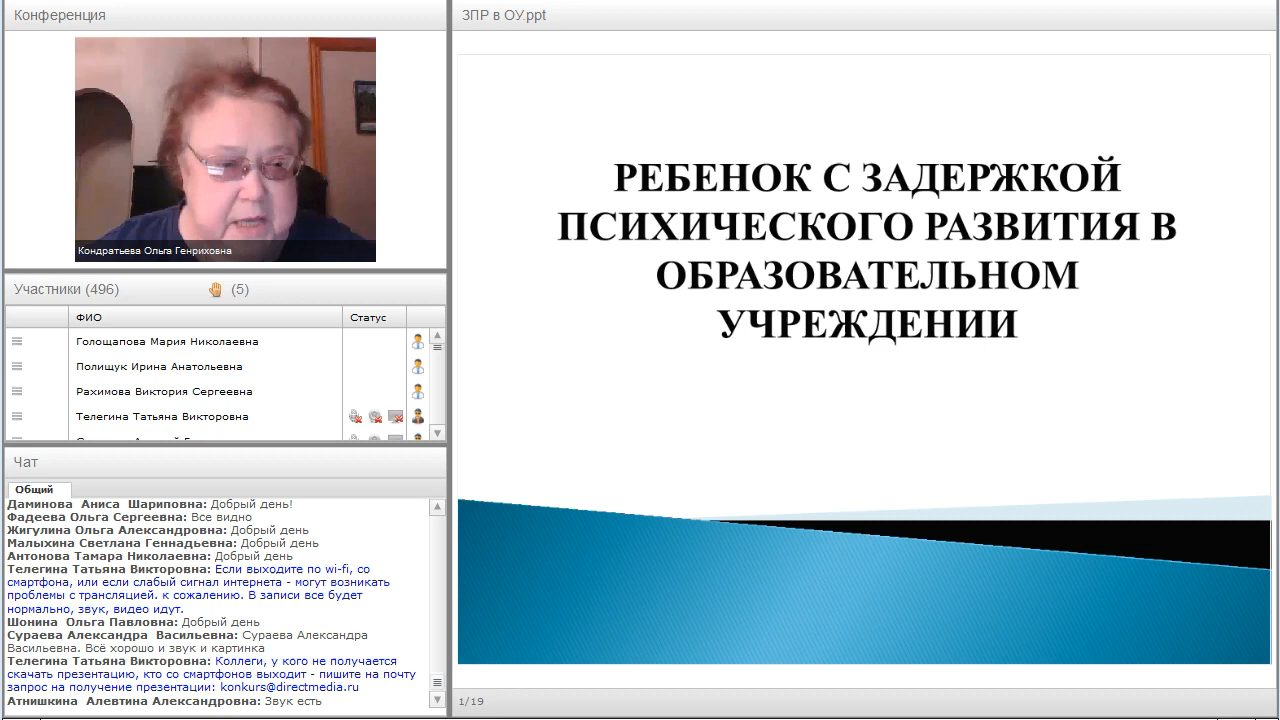 Конференция
Кондратьева Ольга Генриховна
Участники (496)
(5)
ФИО
Статус
Голощапова Мария Николаевна
Полищук Ирина Анатольевна
Рахимова Виктория Сергеевна
Телегина Татьяна Викторовна
Чат
Общий
Даминова Аниса Шариповна: Добрый день!
Фадеева Ольга Сергеевна: Все видно
Жигулина Ольга Александровна: Добрый день
Малыхина Светлана Геннадьевна: Добрый день
Антонова Тамара Николаевна: Добрый день
Телегина Татьяна Викторовна: Если выходите по wi-fi, со
смартфона, или если слабый сигнал интернета - могут возникать
проблемы с трансляцией. к сожалению. В записи все будет
нормально, звук, видео идут.
Шонина Ольга Павловна: Добрый день
Сураева Александра Васильевна: Сураева Александра
Васильевна. Всё хорошо и звук и картинка
Телегина Татьяна Викторовна: Коллеги, у кого не получается
скачать презентацию, кто со смартфонов выходит - пишите на почту
запрос на получение презентации: konkurs@directmedia.ru
Атнишкина Алевтина Александровна: Звук есть
ЗПР в ОУ.ppt
РЕБЕНОК С ЗАДЕРЖКОЙ
ПСИХИЧЕСКОГО РАЗВИТИЯ В
ОБРАЗОВАТЕЛЬНОМ
УЧРЕЖДЕНИИ
1/19